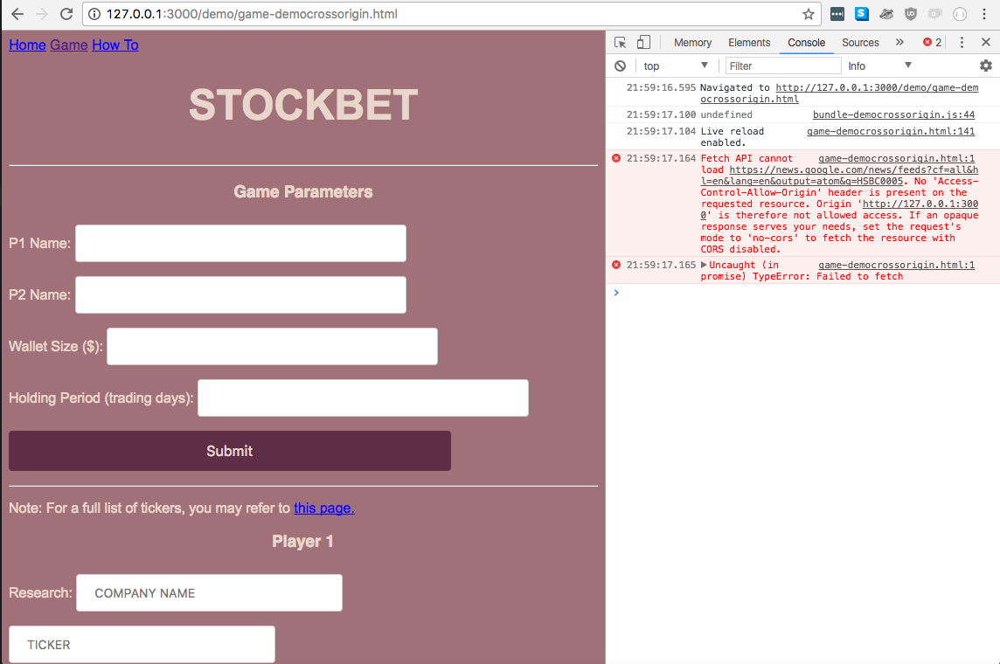 127.0.0.1:3000/demo/game-democrossorigin.html
Home Game How To
STOCKBET
Game Parameters
P1 Name:
P2 Name:
Wallet Size ($):
Holding Period (trading days):
Submit
Note: For a full list of tickers, you may refer to this page.
Player 1
Research: COMPANY NAME
TICKER
Memory Elements Console Sources » 2
top Filter Info
21:59:16.595 Navigated to http://127.0.0.1:3000/demo/game-dem
ocrossorigin.html
21:59:17.100 undefined bundle-democrossorigin.js:44
21:59:17.104 Live reload game-democrossorigin.html:141
enabled.
21:59:17.164 Fetch API cannot game-democrossorigin.html:1
load https://news.google.com/news/feeds?cf=all&h
l=en&lang=en&output=atom&q=HSBC0005. No 'Access-
Control-Allow-Origin' header is present on the
requested resource. Origin 'http://127.0.0.1:300
0' is therefore not allowed access. If an opaque
response serves your needs, set the request's
mode to 'no-cors' to fetch the resource with
CORS disabled.
21:59:17.165 Uncaught (in game-democrossorigin.html:1
promise) TypeError: Failed to fetch